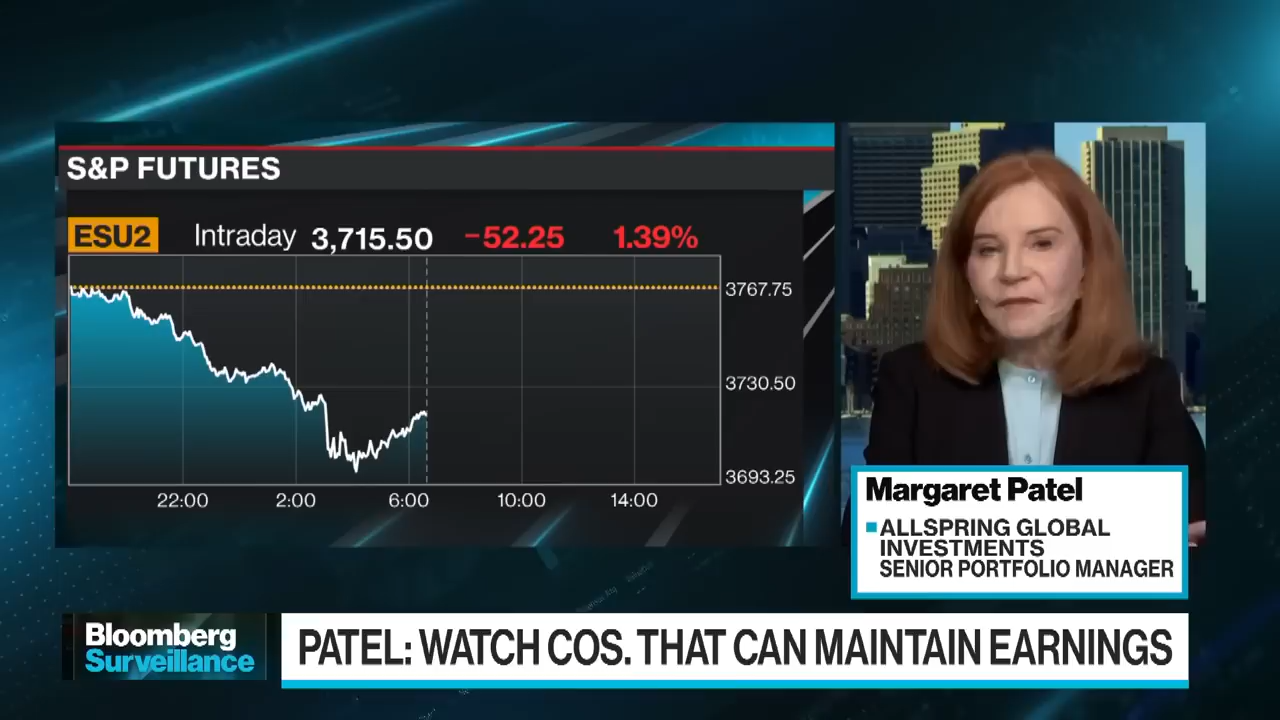 S&P FUTURES
ESU2 Intraday 3,715.50 -52.25 1.39%
3767.75
3730.50
3693.25
22:00 2:00 6:00 10:00 14:00
Margaret Patel
ALLSPRING GLOBAL
INVESTMENTS
SENIOR PORTFOLIO MANAGER
Bloomberg
Surveillance
PATEL: WATCH COS. THAT CAN MAINTAIN EARNINGS